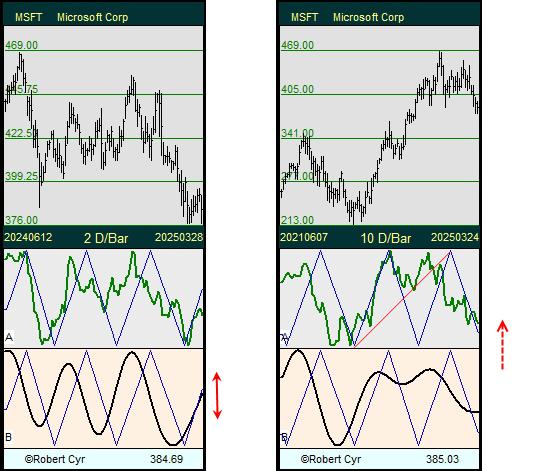 MSFT Microsoft Corp
469.00
445.75
422.50
399.25
376.00
20240612 2 D/Bar 20250328
A
B
©Robert Cyr 384.69
MSFT Microsoft Corp
469.00
405.00
341.00
213.00
20210607 10 D/Bar 20250324
A
B
©Robert Cyr 385.03